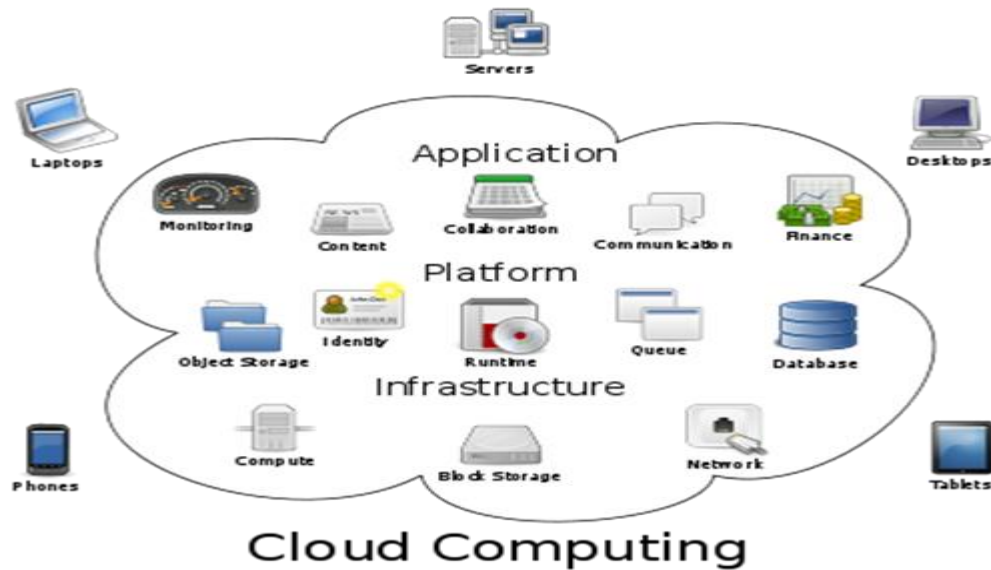 Servers
Laptops
Desktops
Application
Monitoring
Content
Collaboration
Communication
Finance
Platform
Object Storage
Identity
Runtime
Queue
Database
Infrastructure
Compute
Block Storage
Network
Phones
Tablets
Cloud Computing